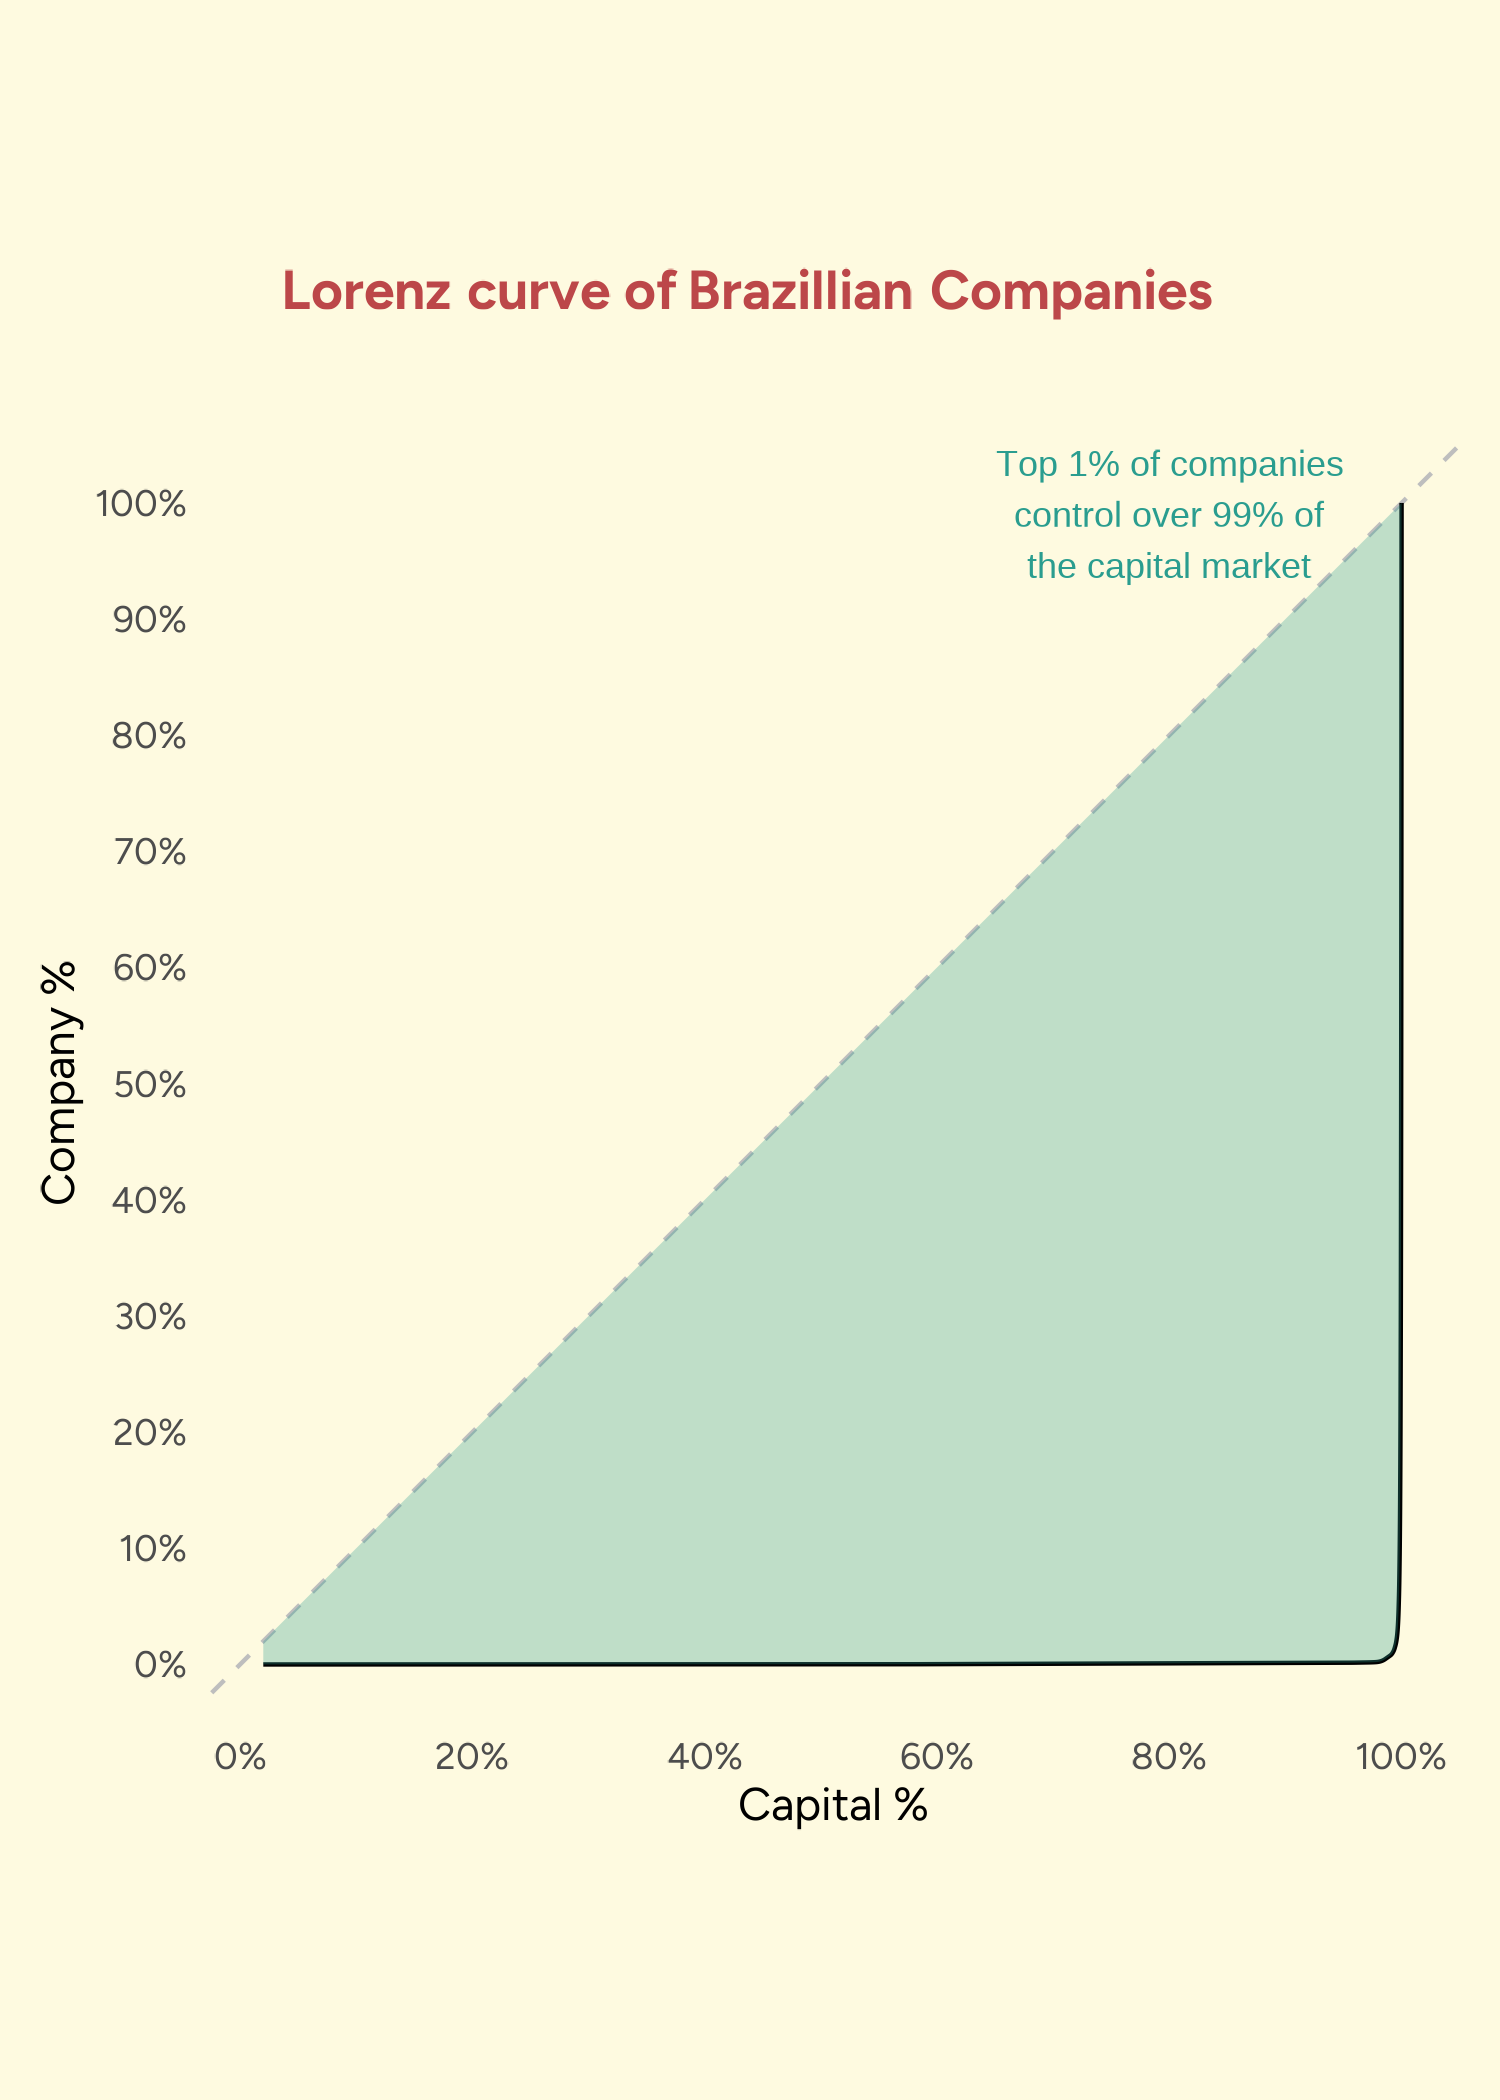 Lorenz curve of Brazillian Companies
Top 1% of companies
control over 99% of
the capital market
100%
90%
80%
70%
60%
50%
40%
30%
20%
10%
0%
Company %
0% 20% 40% 60% 80% 100%
Capital %